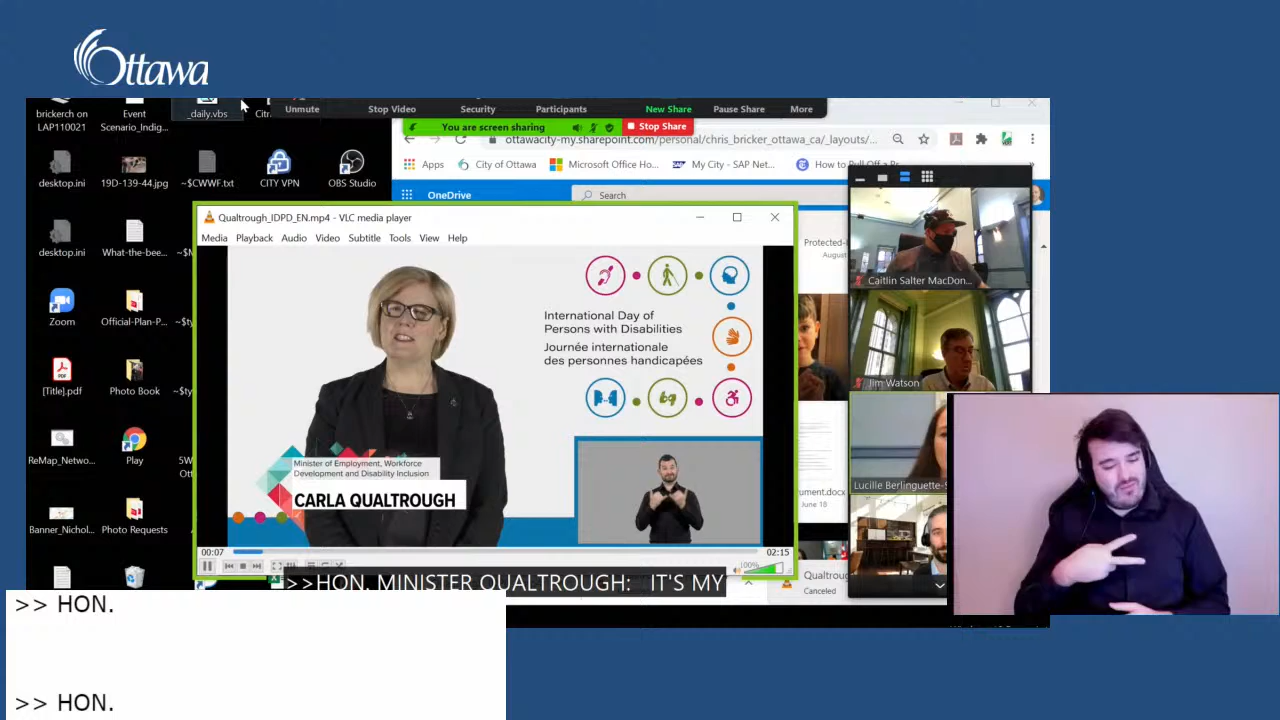 Ottawa
brickerch on
LAP110021
Event
Scenario_Indig...
_daily.vbs
Unmute
Stop Video
Security
Participants
New Share
Pause Share
More
You are screen sharing
Stop Share
ottawacity-my.sharepoint.com/personal/chris_bricker_ottawa_ca/_layouts/...
Apps
City of Ottawa
Microsoft Office Ho...
SAP
My City - SAP Net...
desktop.ini
19D-139-44.jpg
~$CWWF.txt
CITY VPN
OBS Studio
OneDrive
Search
Qualtrough_IDPD_EN.mp4 - VLC media player
Media
Playback
Audio
Video
Subtitle
Tools
View
Help
desktop.ini
What-the-bee...
Zoom
Official-Plan-P...
[Title].pdf
Photo Book
ReMap_Netwo...
Play
Banner_Nichol...
Photo Requests
International Day of
Persons with Disabilities
Journée internationale
des personnes handicapées
Minister of Employment, Workforce
Development and Disability Inclusion
CARLA QUALTROUGH
00:07
02:15
100%
August
June 18
Canceled
Caitlin Salter MacDon...
Jim Watson
Lucille Berlinguette-S
>>HON. MINISTER QUALTROUGH: IT'S MY
>> HON.
>> HON.